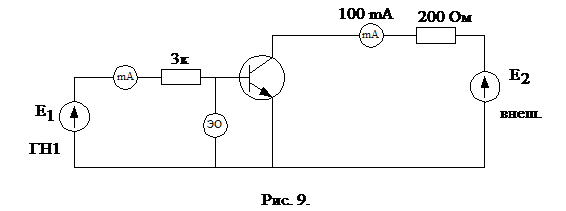 100 mA
200 Ом
mA
3к
mA
E2
E1
внеш.
ЭО
ГН1
Рис. 9.